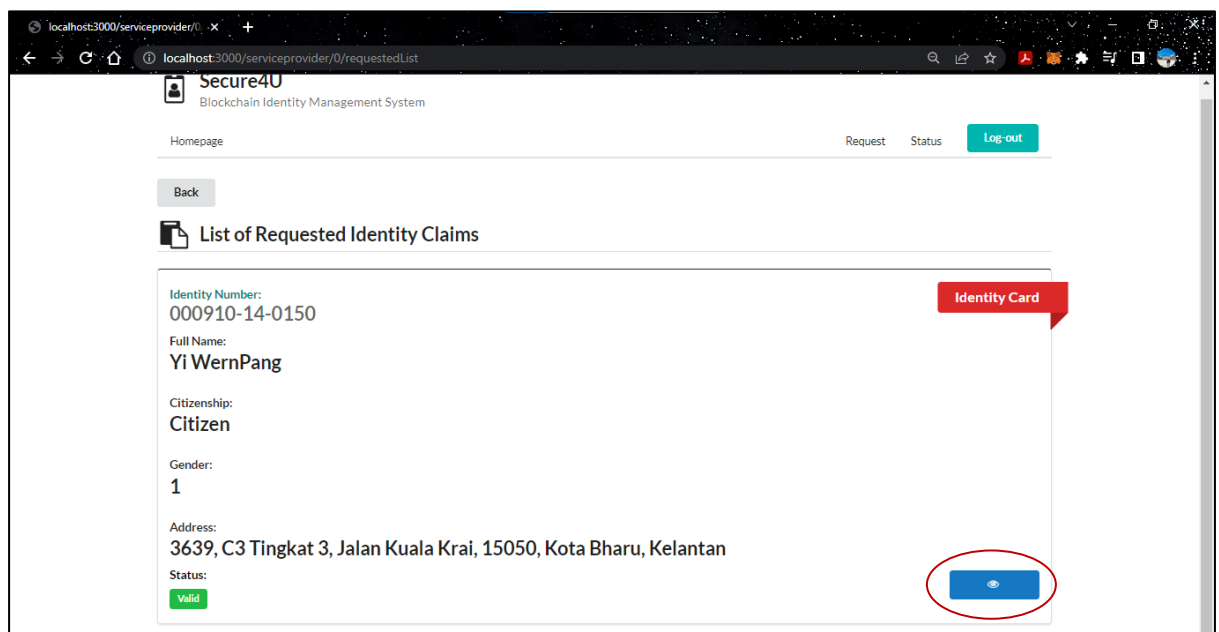 localhost:3000/serviceprovider/0
localhost:3000/serviceprovider/0/requestedList
Secure4U
Blockchain Identity Management System
Homepage
Request
Status
Log-out
Back
List of Requested Identity Claims
Identity Number:
Identity Card
000910-14-0150
Full Name:
Yi WernPang
Citizenship:
Citizen
Gender:
1
Address:
3639, C3 Tingkat 3, Jalan Kuala Krai, 15050, Kota Bharu, Kelantan
Status:
Valid